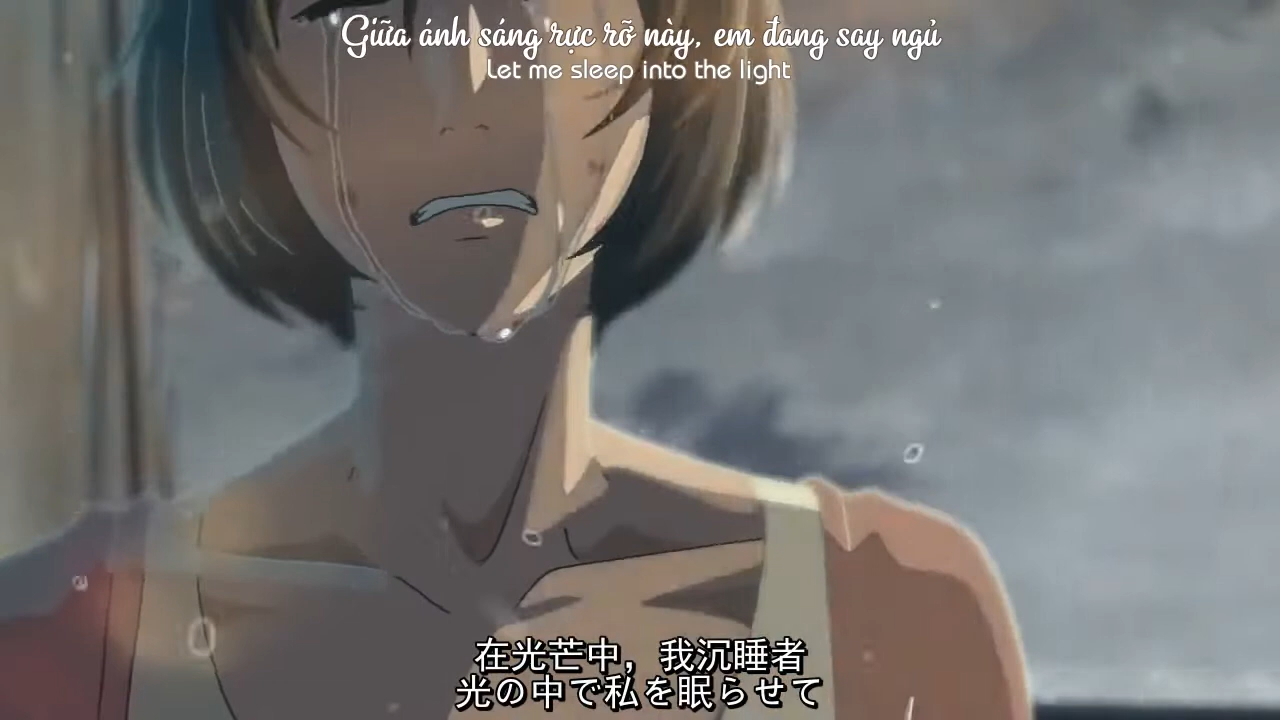 Giữa ánh sáng rực rỡ này, em đang say ngủ
Let me sleep into the light
在光芒中，我沉睡者
光の中で私を眠らせて